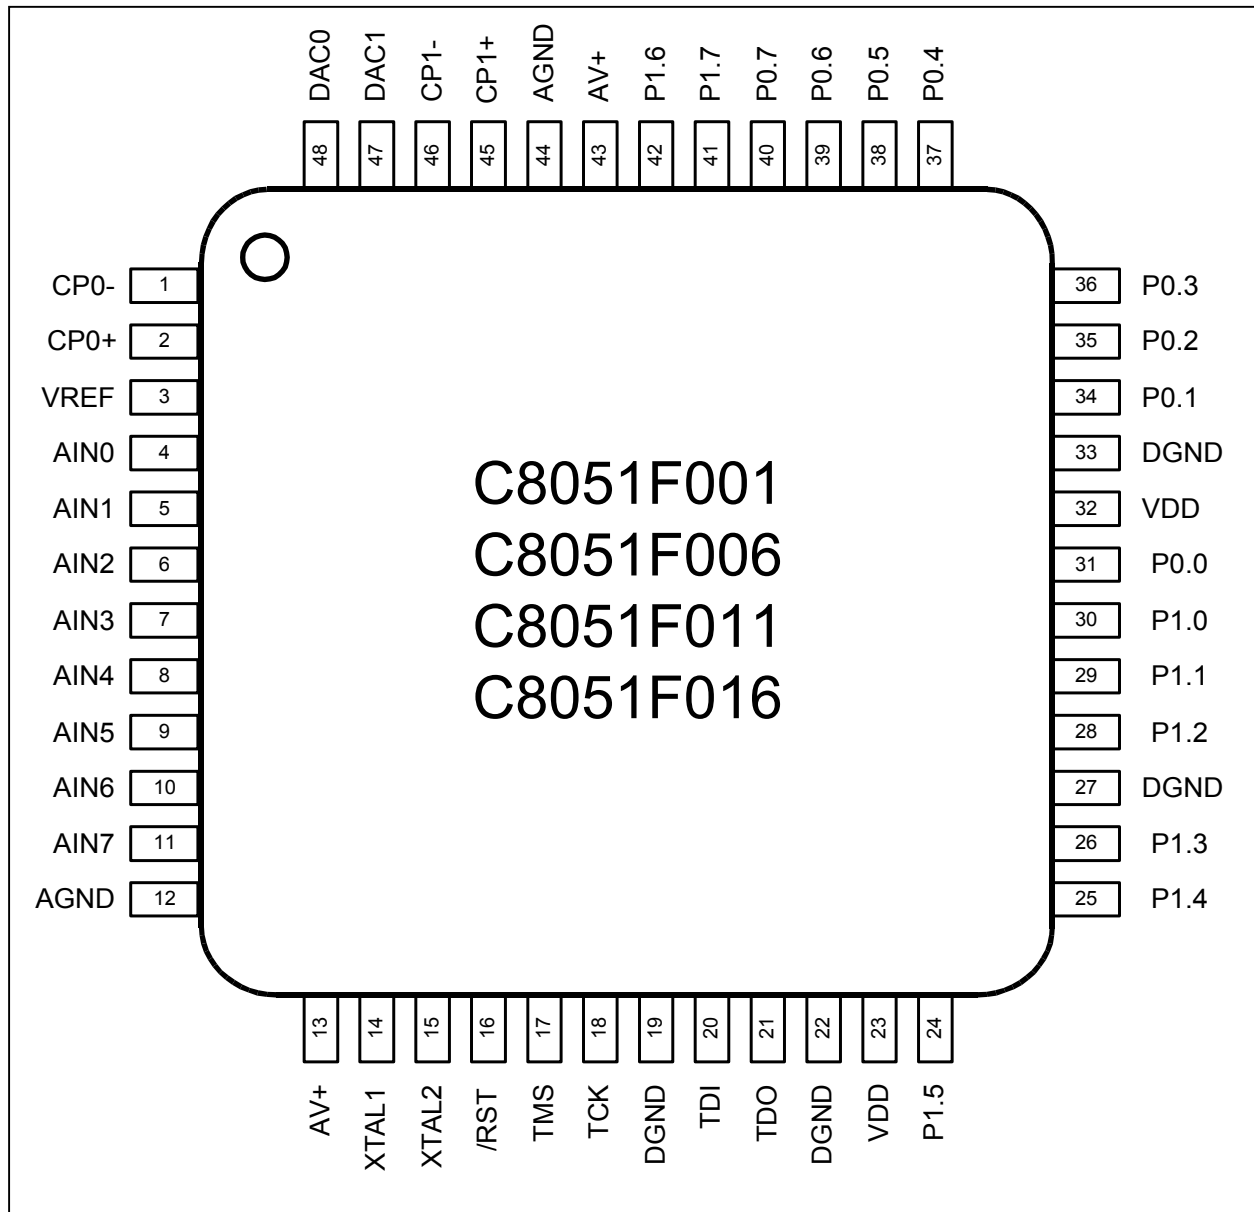 DAC0 DAC1 CP1- CP1+ AGND AV+ P1.6 P1.7 P0.7 P0.6 P0.5 P0.4
48 47 46 45 44 43 42 41 40 39 38 37
CP0- 1 36 P0.3
CP0+ 2 35 P0.2
VREF 3 34 P0.1
AIN0 4 33 DGND
AIN1 5 32 VDD
AIN2 6 31 P0.0
AIN3 7 30 P1.0
AIN4 8 29 P1.1
AIN5 9 28 P1.2
AIN6 10 27 DGND
AIN7 11 26 P1.3
AGND 12 25 P1.4
C8051F001
C8051F006
C8051F011
C8051F016
13 14 15 16 17 18 19 20 21 22 23 24
AV+ XTAL1 XTAL2 /RST TMS TCK DGND TDI TDO DGND VDD P1.5